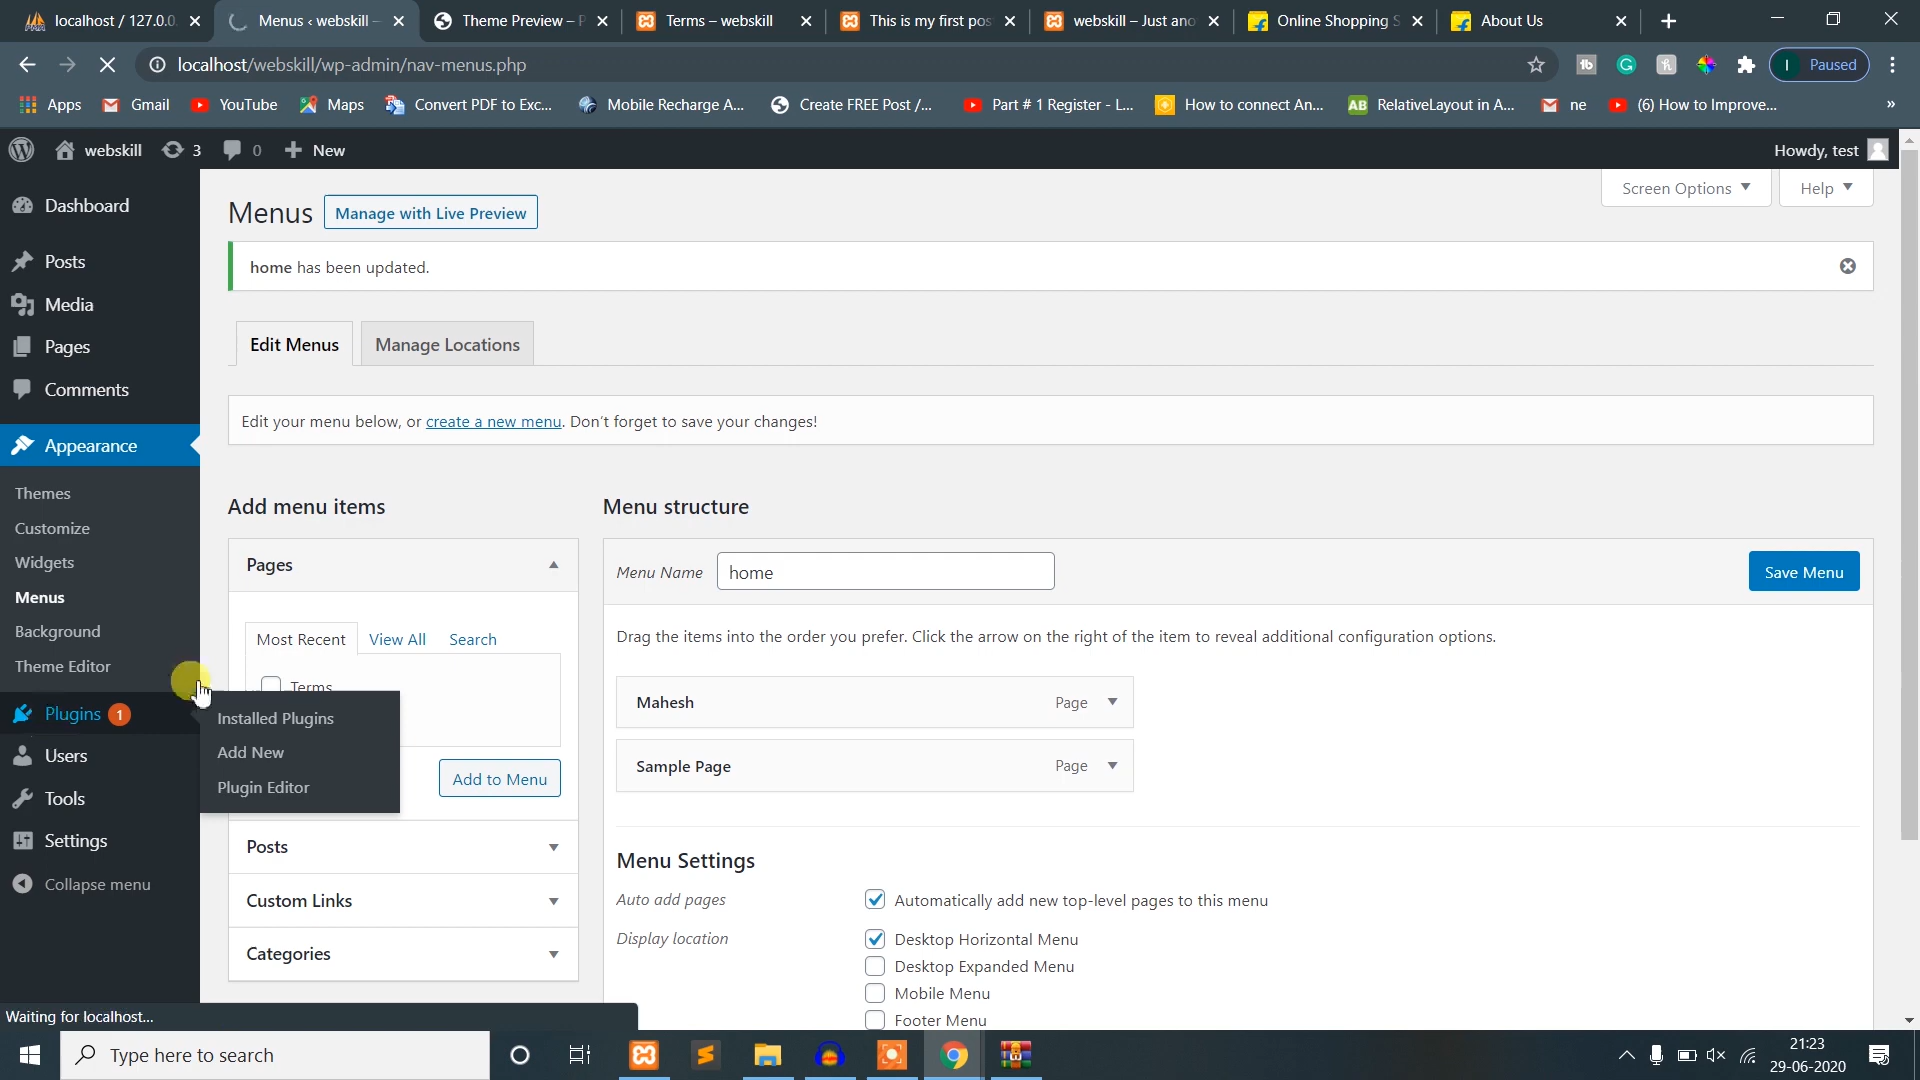 localhost / 127.0.0.
Menus ‹ webskill –
Theme Preview – P
Terms – webskill
This is my first pos
webskill – Just ano
Online Shopping S
About Us
localhost/webskill/wp-admin/nav-menus.php
Paused
Apps
Gmail
YouTube
Maps
Convert PDF to Exc...
Mobile Recharge A...
Create FREE Post /...
Part # 1 Register - L...
How to connect An...
RelativeLayout in A...
ne
(6) How to Improve...
»
webskill
3
0
New
Howdy, test
Screen Options
Help
Dashboard
Posts
Media
Pages
Comments
Appearance
Themes
Customize
Widgets
Menus
Background
Theme Editor
Plugins 1
Users
Tools
Settings
Collapse menu
Installed Plugins
Add New
Plugin Editor
Menus
Manage with Live Preview
home has been updated.
Edit Menus
Manage Locations
Edit your menu below, or create a new menu. Don't forget to save your changes!
Add menu items
Pages
Most Recent
View All
Search
Terms
Add to Menu
Posts
Custom Links
Categories
Menu structure
Menu Name
home
Save Menu
Drag the items into the order you prefer. Click the arrow on the right of the item to reveal additional configuration options.
Mahesh
Page
Sample Page
Page
Menu Settings
Auto add pages
Automatically add new top-level pages to this menu
Display location
Desktop Horizontal Menu
Desktop Expanded Menu
Mobile Menu
Footer Menu
Waiting for localhost...
Type here to search
21:23
29-06-2020